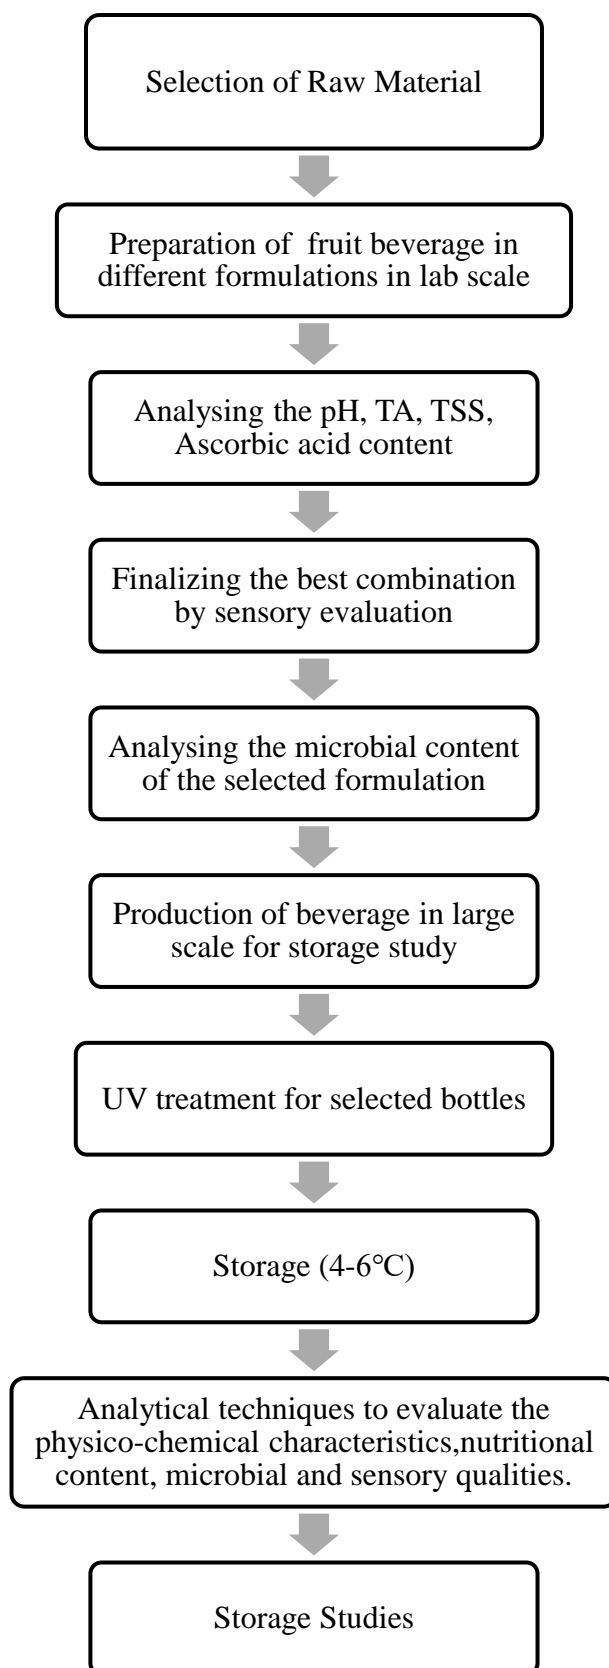 Selection of Raw Material
Preparation of  fruit beverage in
different formulations in lab scale
Analysing the pH, TA, TSS,
Ascorbic acid content
Finalizing the best combination
by sensory evaluation
Analysing the microbial content
of the selected formulation
Production of beverage in large
scale for storage study
UV treatment for selected bottles
Storage (4-6℃)
Analytical techniques to evaluate the
physico-chemical characteristics,nutritional
content, microbial and sensory qualities.
Storage Studies